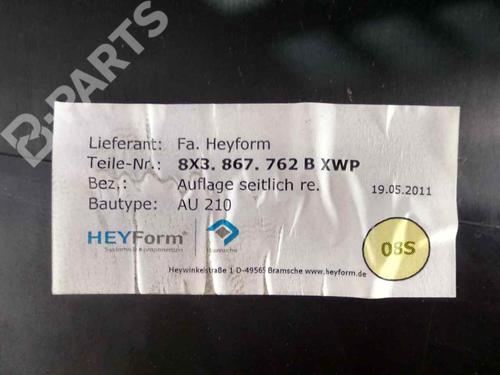 B-PARTS
Lieferant: Fa. Heyform
Teile-Nr.: 8X3. 867. 762 B XWP
Bez.: Auflage seitlich re. 19.05.2011
Bautype: AU 210
HEYForm®
Bramsche
08S
Heywinkelstraße 1 D-49565 Bramsche www.heyform.de